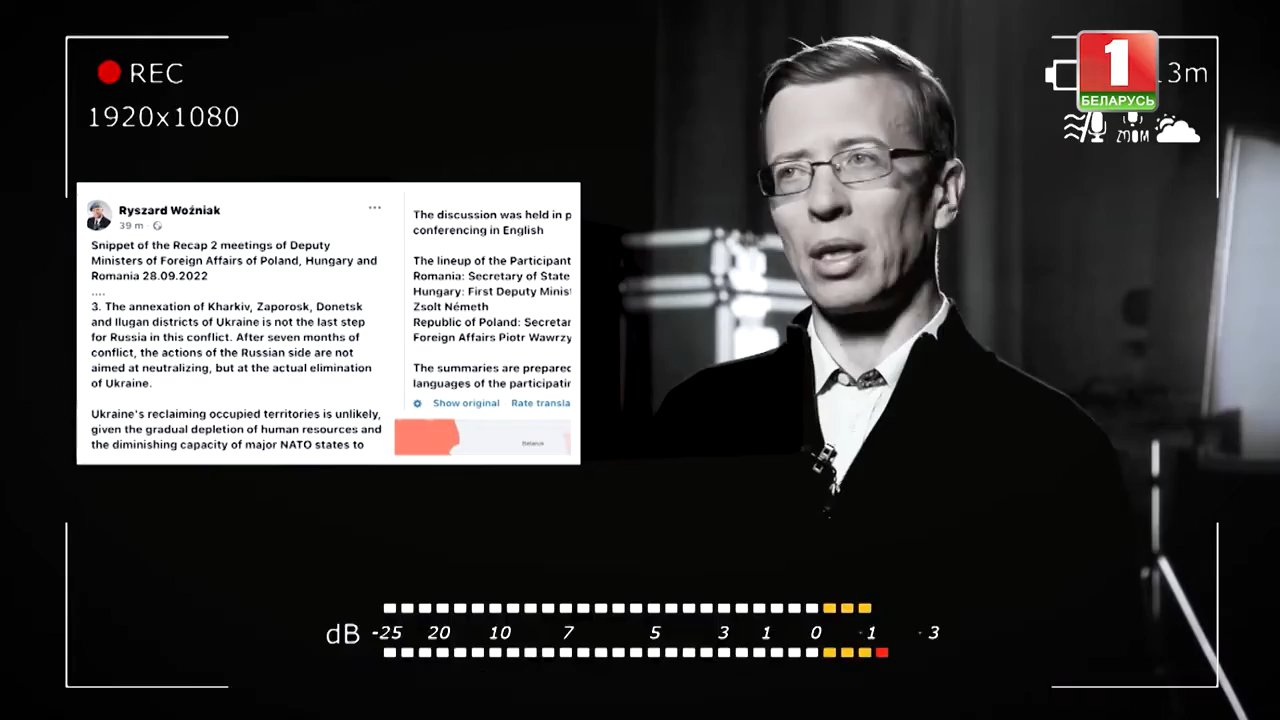 REC
1920x1080
1
БЕЛАРУСЬ
3m
ZOOM
Ryszard Woźniak
39 m
Snippet of the Recap 2 meetings of Deputy
Ministers of Foreign Affairs of Poland, Hungary and
Romania 28.09.2022
....
3. The annexation of Kharkiv, Zaporosk, Donetsk
and Ilugan districts of Ukraine is not the last step
for Russia in this conflict. After seven months of
conflict, the actions of the Russian side are not
aimed at neutralizing, but at the actual elimination
of Ukraine.
Ukraine's reclaiming occupied territories is unlikely,
given the gradual depletion of human resources and
the diminishing capacity of major NATO states to
The discussion was held in p
conferencing in English
The lineup of the Participant
Romania: Secretary of State
Hungary: First Deputy Minist
Zsolt Németh
Republic of Poland: Secretar
Foreign Affairs Piotr Wawrzy
The summaries are prepared
languages of the participatin
Show original Rate transla
Belarus
dB -25 20 10 7 5 3 1 0 1 3